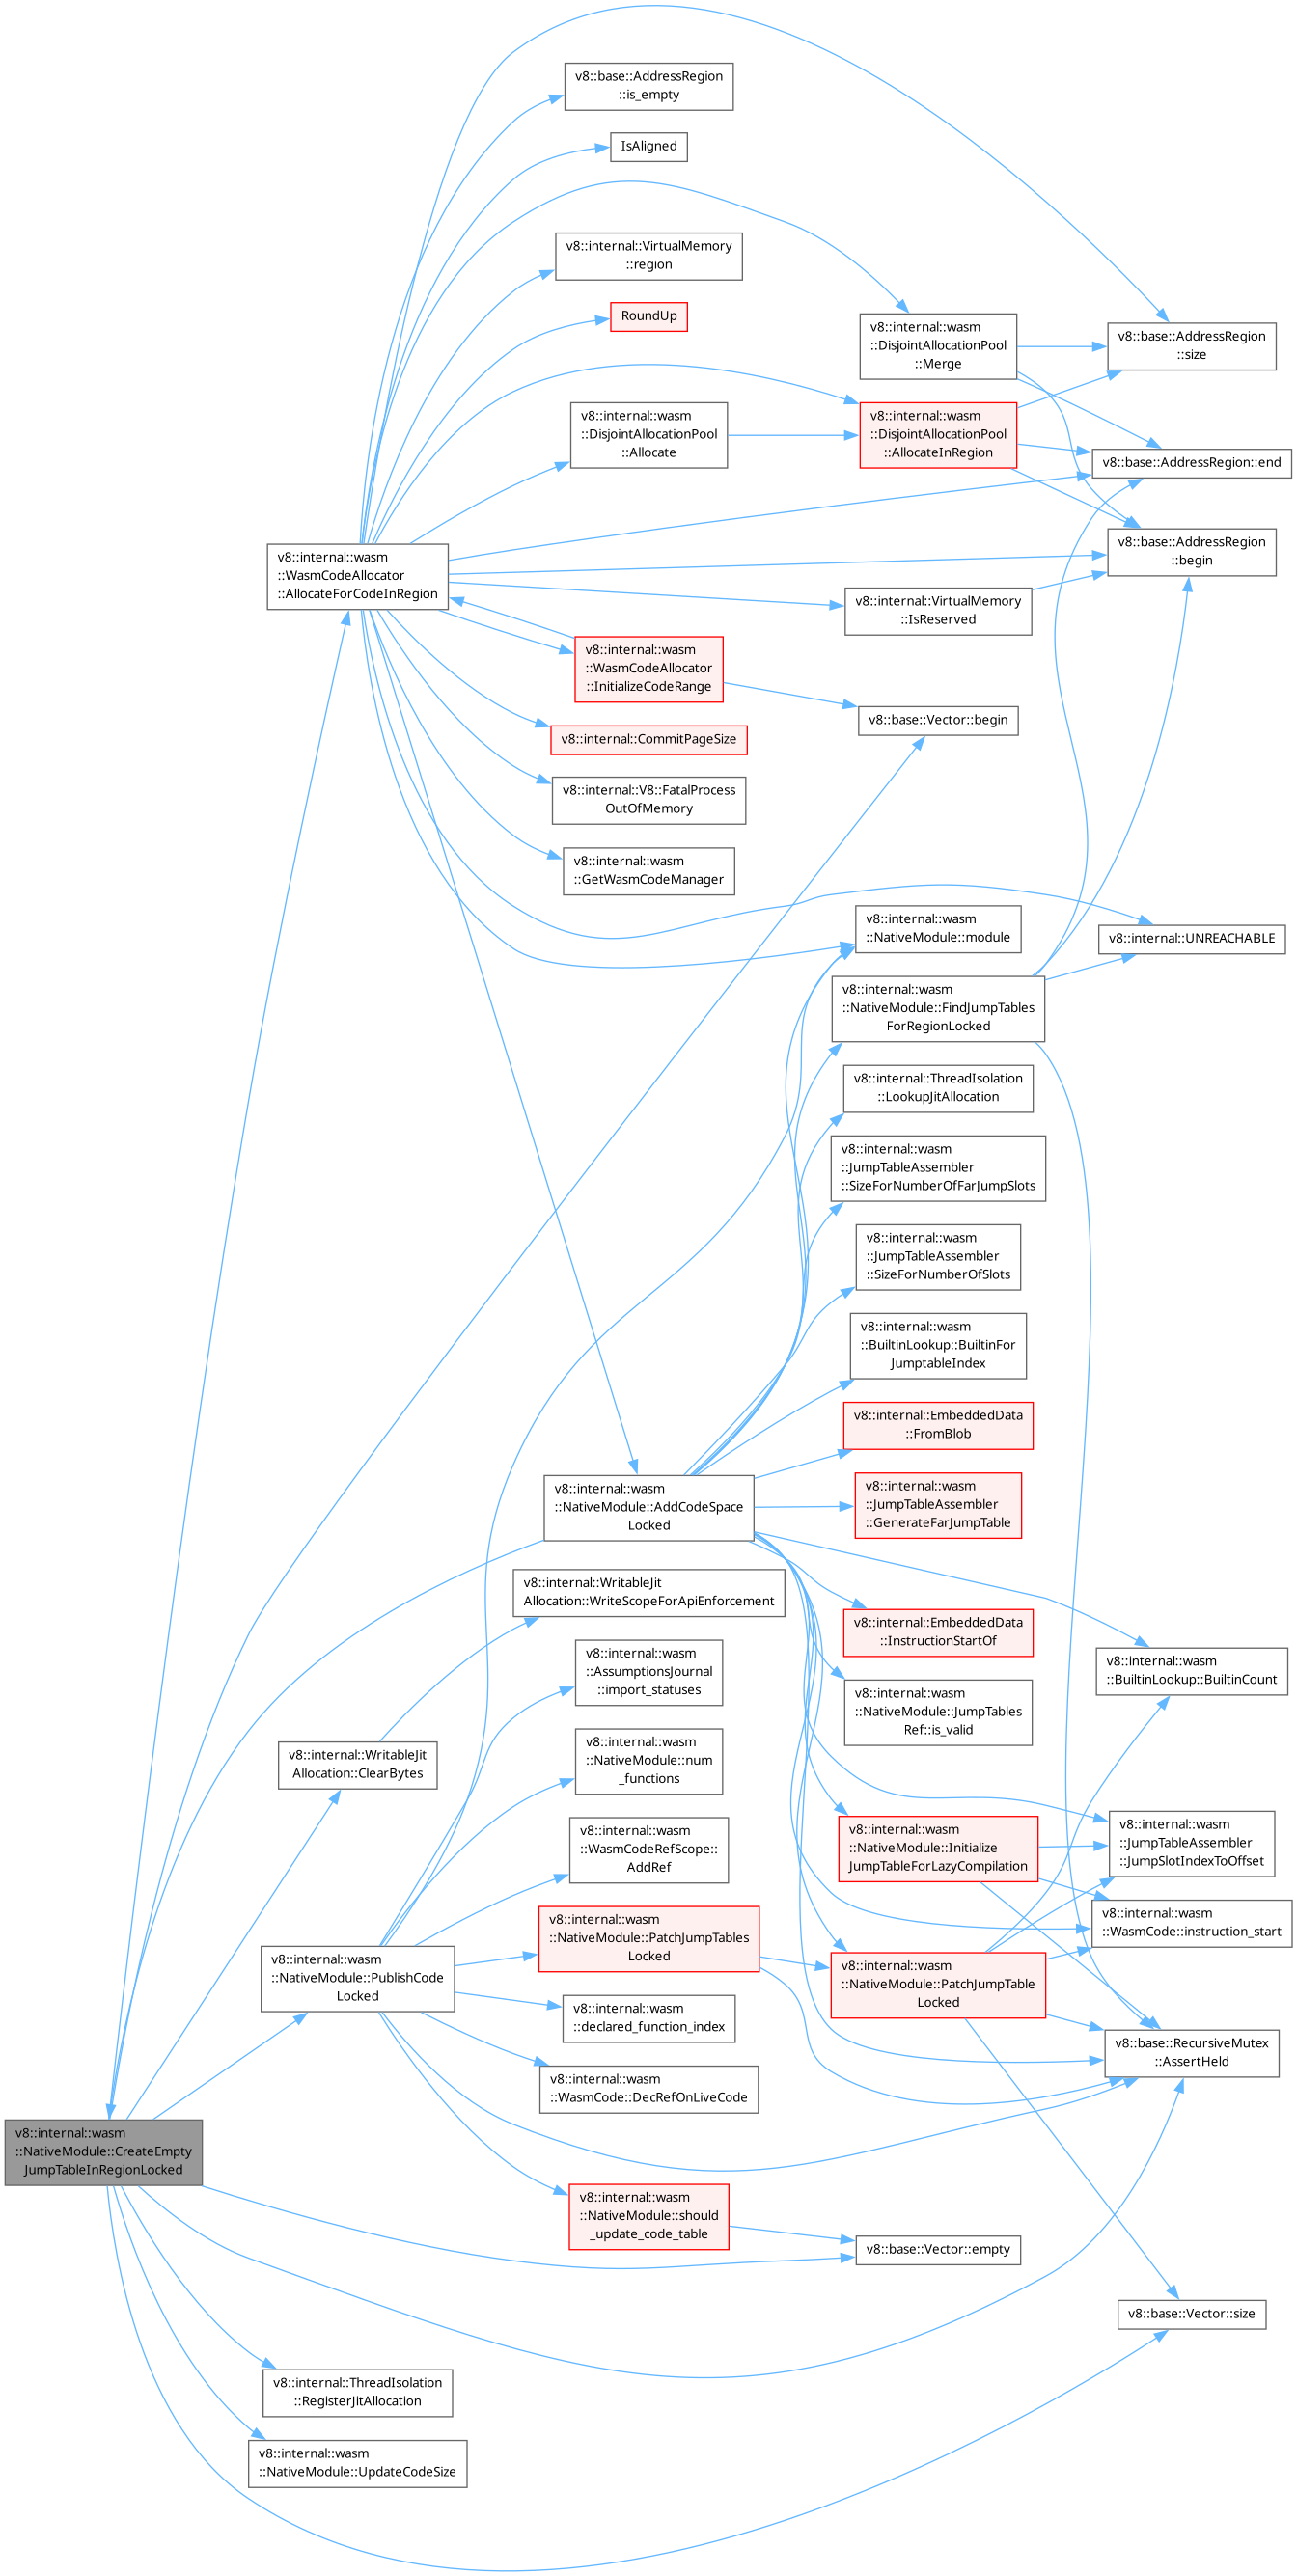 v8::base::AddressRegion
::is_empty
IsAligned
v8::internal::VirtualMemory
::region
RoundUp
v8::internal::wasm
::DisjointAllocationPool
::Merge
v8::base::AddressRegion
::size
v8::internal::wasm
::DisjointAllocationPool
::Allocate
v8::internal::wasm
::DisjointAllocationPool
::AllocateInRegion
v8::base::AddressRegion::end
v8::base::AddressRegion
::begin
v8::internal::wasm
::WasmCodeAllocator
::AllocateForCodeInRegion
v8::internal::VirtualMemory
::IsReserved
v8::internal::wasm
::WasmCodeAllocator
::InitializeCodeRange
v8::base::Vector::begin
v8::internal::CommitPageSize
v8::internal::V8::FatalProcess
OutOfMemory
v8::internal::wasm
::GetWasmCodeManager
v8::internal::wasm
::NativeModule::module
v8::internal::UNREACHABLE
v8::internal::wasm
::NativeModule::FindJumpTables
ForRegionLocked
v8::internal::ThreadIsolation
::LookupJitAllocation
v8::internal::wasm
::JumpTableAssembler
::SizeForNumberOfFarJumpSlots
v8::internal::wasm
::JumpTableAssembler
::SizeForNumberOfSlots
v8::internal::wasm
::BuiltinLookup::BuiltinFor
JumptableIndex
v8::internal::EmbeddedData
::FromBlob
v8::internal::wasm
::NativeModule::AddCodeSpace
Locked
v8::internal::wasm
::JumpTableAssembler
::GenerateFarJumpTable
v8::internal::WritableJit
Allocation::WriteScopeForApiEnforcement
v8::internal::EmbeddedData
::InstructionStartOf
v8::internal::wasm
::AssumptionsJournal
::import_statuses
v8::internal::wasm
::BuiltinLookup::BuiltinCount
v8::internal::wasm
::NativeModule::JumpTables
Ref::is_valid
v8::internal::WritableJit
Allocation::ClearBytes
v8::internal::wasm
::NativeModule::num
_functions
v8::internal::wasm
::NativeModule::Initialize
JumpTableForLazyCompilation
v8::internal::wasm
::JumpTableAssembler
::JumpSlotIndexToOffset
v8::internal::wasm
::WasmCodeRefScope::
AddRef
v8::internal::wasm
::WasmCode::instruction_start
v8::internal::wasm
::NativeModule::PatchJumpTables
Locked
v8::internal::wasm
::NativeModule::PublishCode
Locked
v8::internal::wasm
::NativeModule::PatchJumpTable
Locked
v8::internal::wasm
::declared_function_index
v8::base::RecursiveMutex
::AssertHeld
v8::internal::wasm
::WasmCode::DecRefOnLiveCode
v8::internal::wasm
::NativeModule::CreateEmpty
JumpTableInRegionLocked
v8::internal::wasm
::NativeModule::should
_update_code_table
v8::base::Vector::empty
v8::base::Vector::size
v8::internal::ThreadIsolation
::RegisterJitAllocation
v8::internal::wasm
::NativeModule::UpdateCodeSize